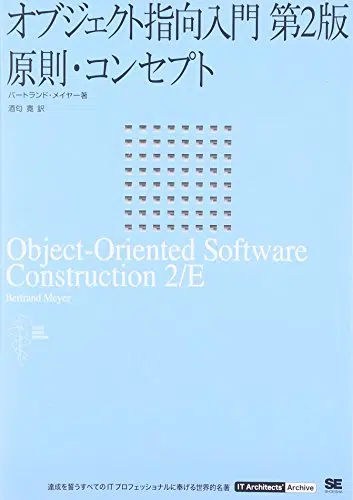 オブジェクト指向入門 第2版
原則・コンセプト
バートランド・メイヤー著
酒匂 寛 訳
Object-Oriented Software
Construction 2/E
Bertrand Meyer
達成を誓うすべてのITプロフェッショナルに奉げる世界的名著
IT Architects' Archive
SE
SHOEISHA